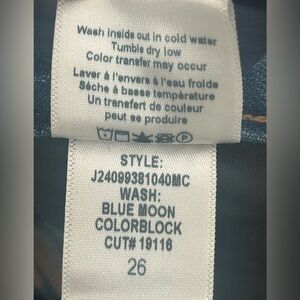 Wash inside out in cold water
Tumble dry low
Color transfer may occur
Laver à l'envers à l'eau froide
Séche à basse température
Un transfert de couleur
peut se produire
P
STYLE:
J24099381040MC
WASH:
BLUE MOON
COLORBLOCK
CUT# 19116
26